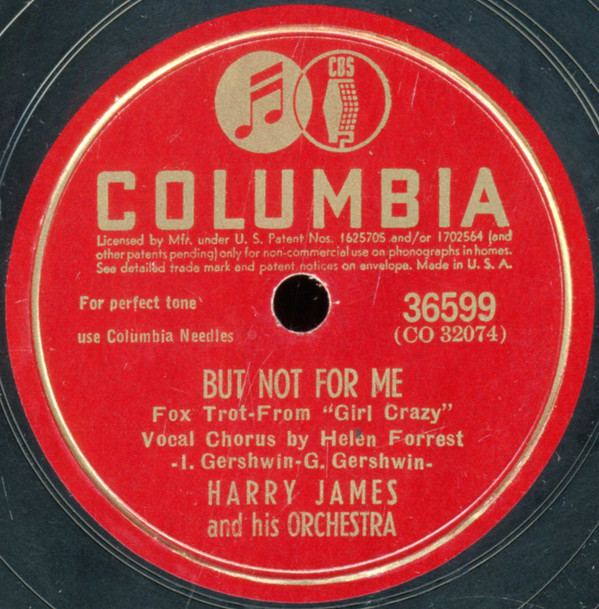 CBS
COLUMBIA
Licensed by Mfr. under U. S. Patent Nos. 1625705 and/or 1702564 (and
other patents pending) only for non-commercial use on phonographs in homes.
See detailed trade mark and patent notices on envelope. Made in U. S. A.
For perfect tone
use Columbia Needles
36599
(CO 32074)
BUT NOT FOR ME
Fox Trot-From "Girl Crazy"
Vocal Chorus by Helen Forrest
-I. Gershwin-G. Gershwin-
HARRY JAMES
and his ORCHESTRA